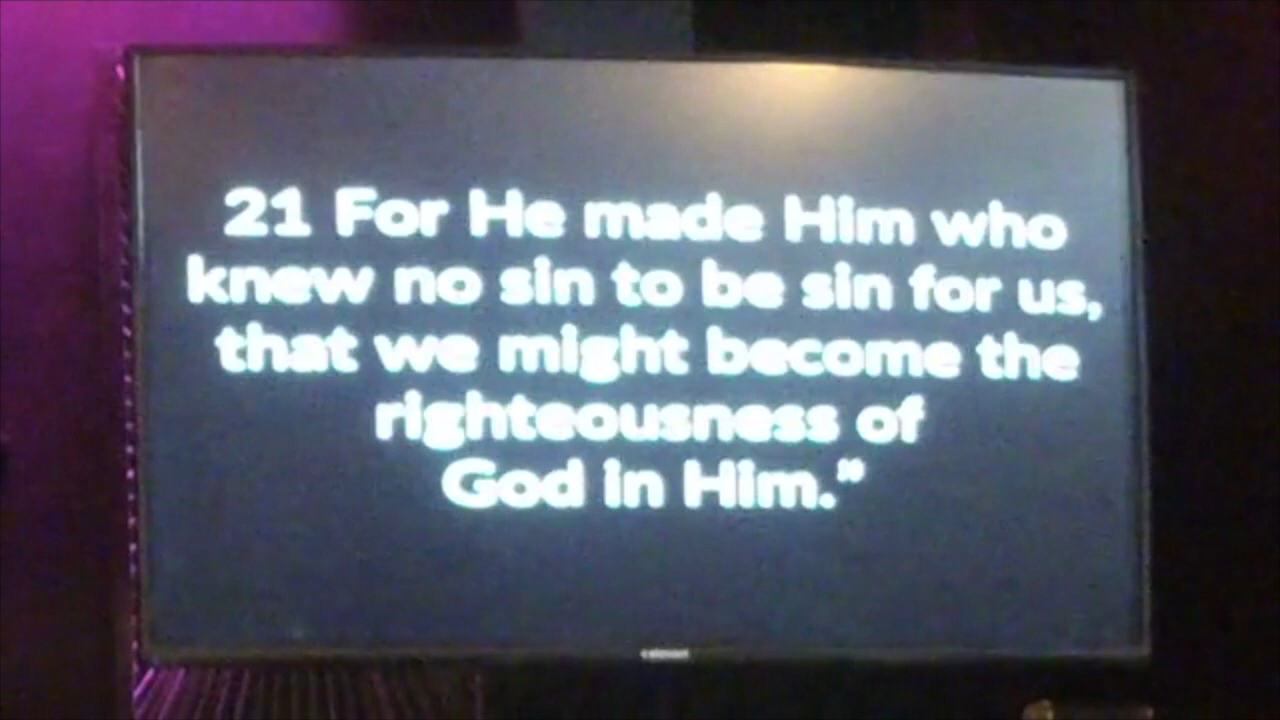 21 For He made Him who
knew no sin to be sin for us,
that we might become the
righteousness of
God in Him.”